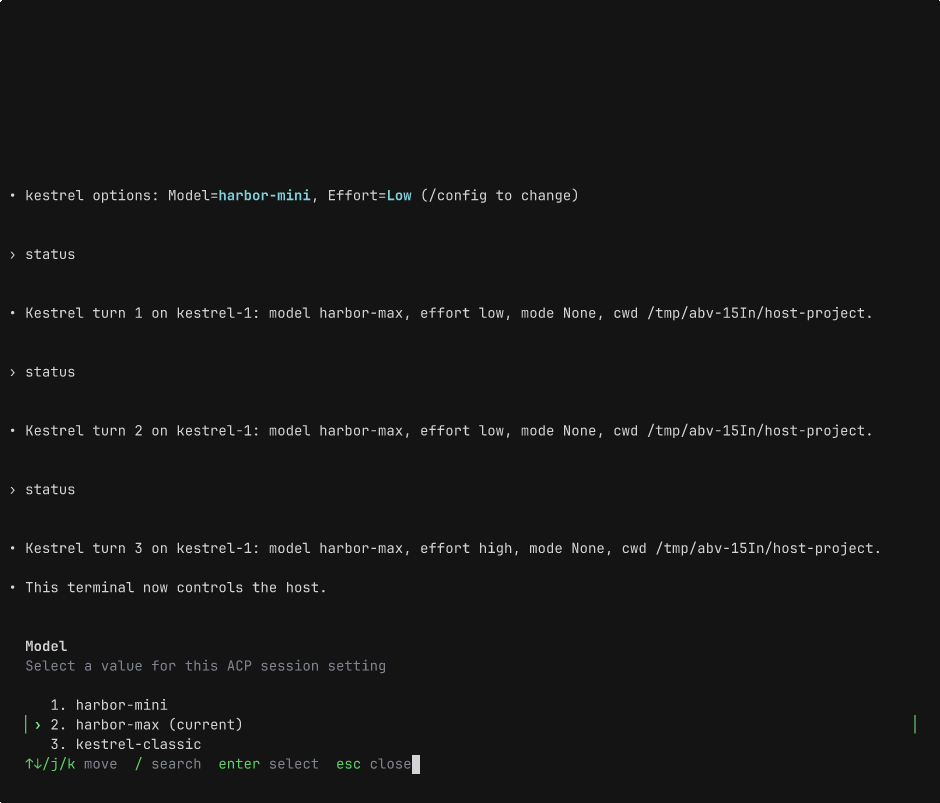 • kestrel options: Model=harbor-mini, Effort=Low (/config to change)
› status
• Kestrel turn 1 on kestrel-1: model harbor-max, effort low, mode None, cwd /tmp/abv-15In/host-project.
› status
• Kestrel turn 2 on kestrel-1: model harbor-max, effort low, mode None, cwd /tmp/abv-15In/host-project.
› status
• Kestrel turn 3 on kestrel-1: model harbor-max, effort high, mode None, cwd /tmp/abv-15In/host-project.
• This terminal now controls the host.
Model
Select a value for this ACP session setting
1. harbor-mini
› 2. harbor-max (current)
3. kestrel-classic
↑↓/j/k move / search enter select esc close